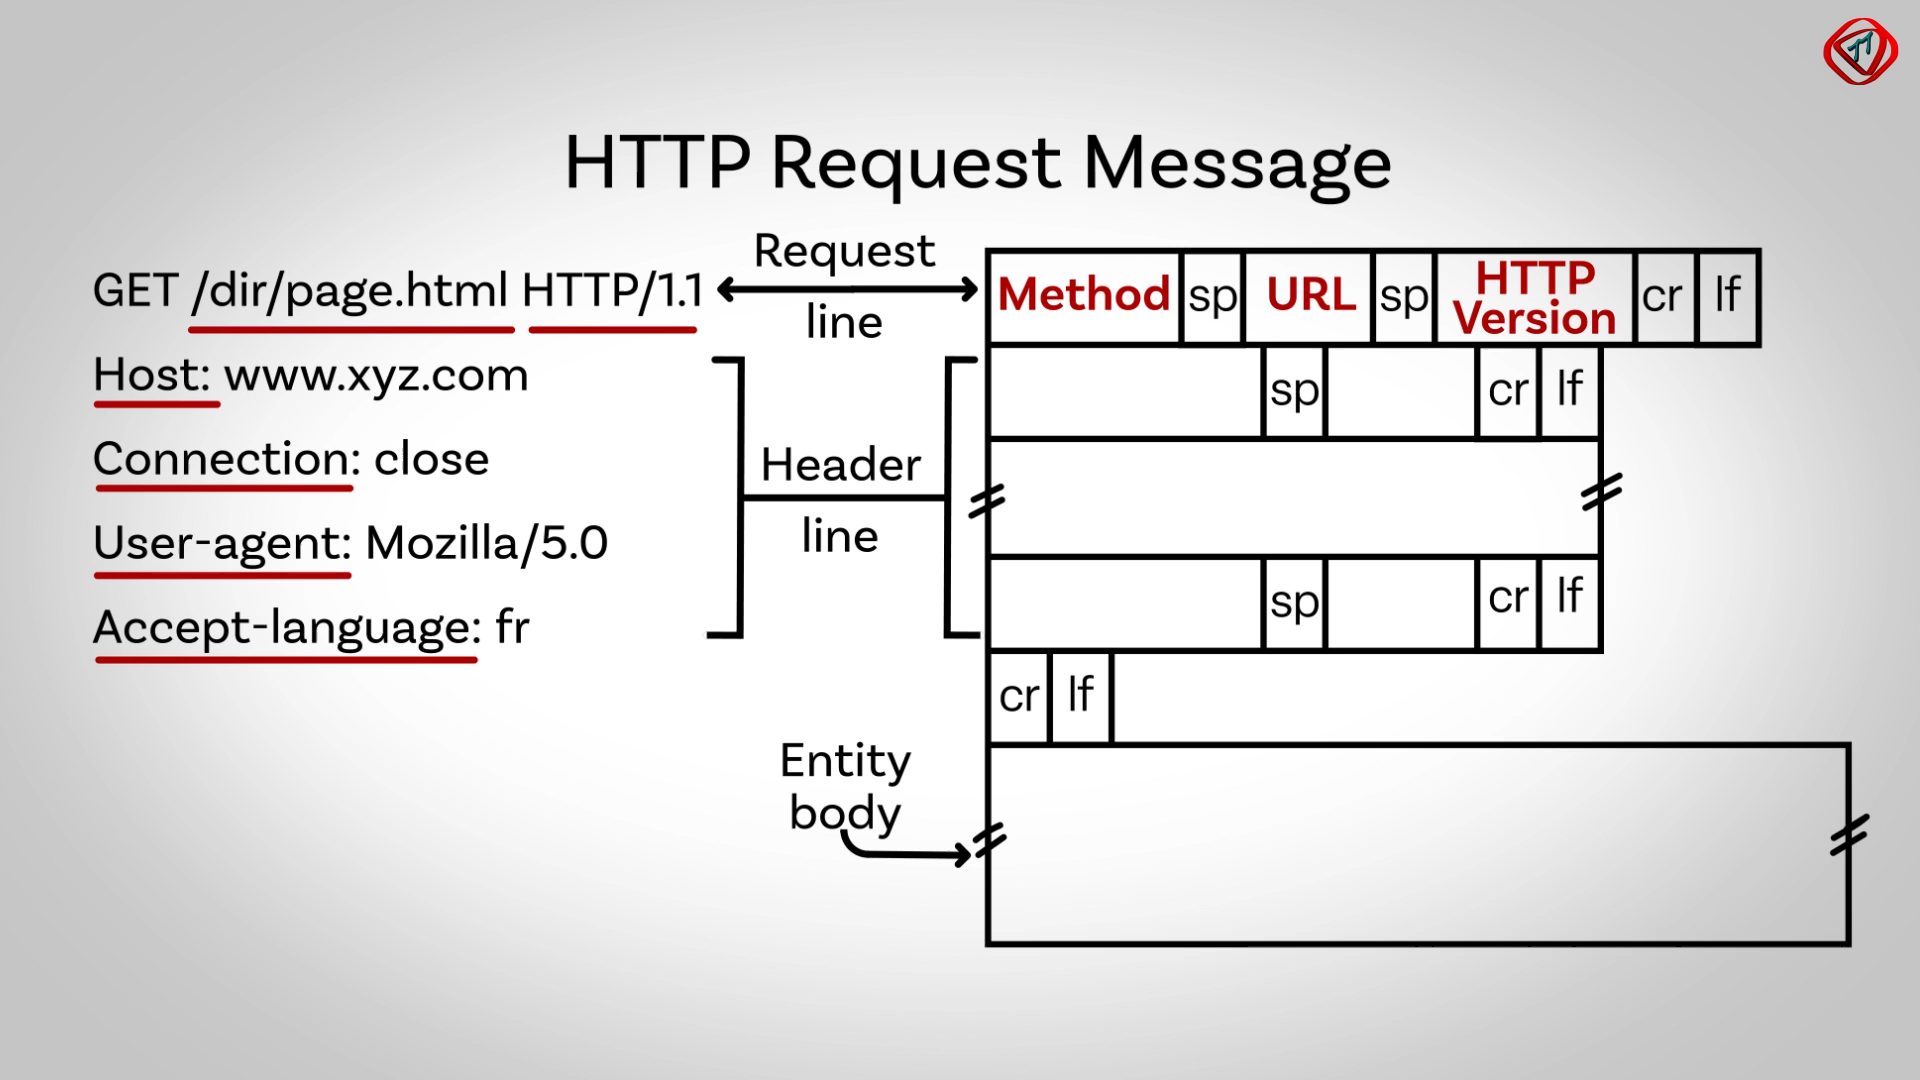 HTTP Request Message
GET /dir/page.html HTTP/1.1
Host: www.xyz.com
Connection: close
User-agent: Mozilla/5.0
Accept-language: fr
Request
line
Header
line
Entity
body
Method sp URL sp HTTP Version cr lf
sp cr lf
sp cr lf
cr lf